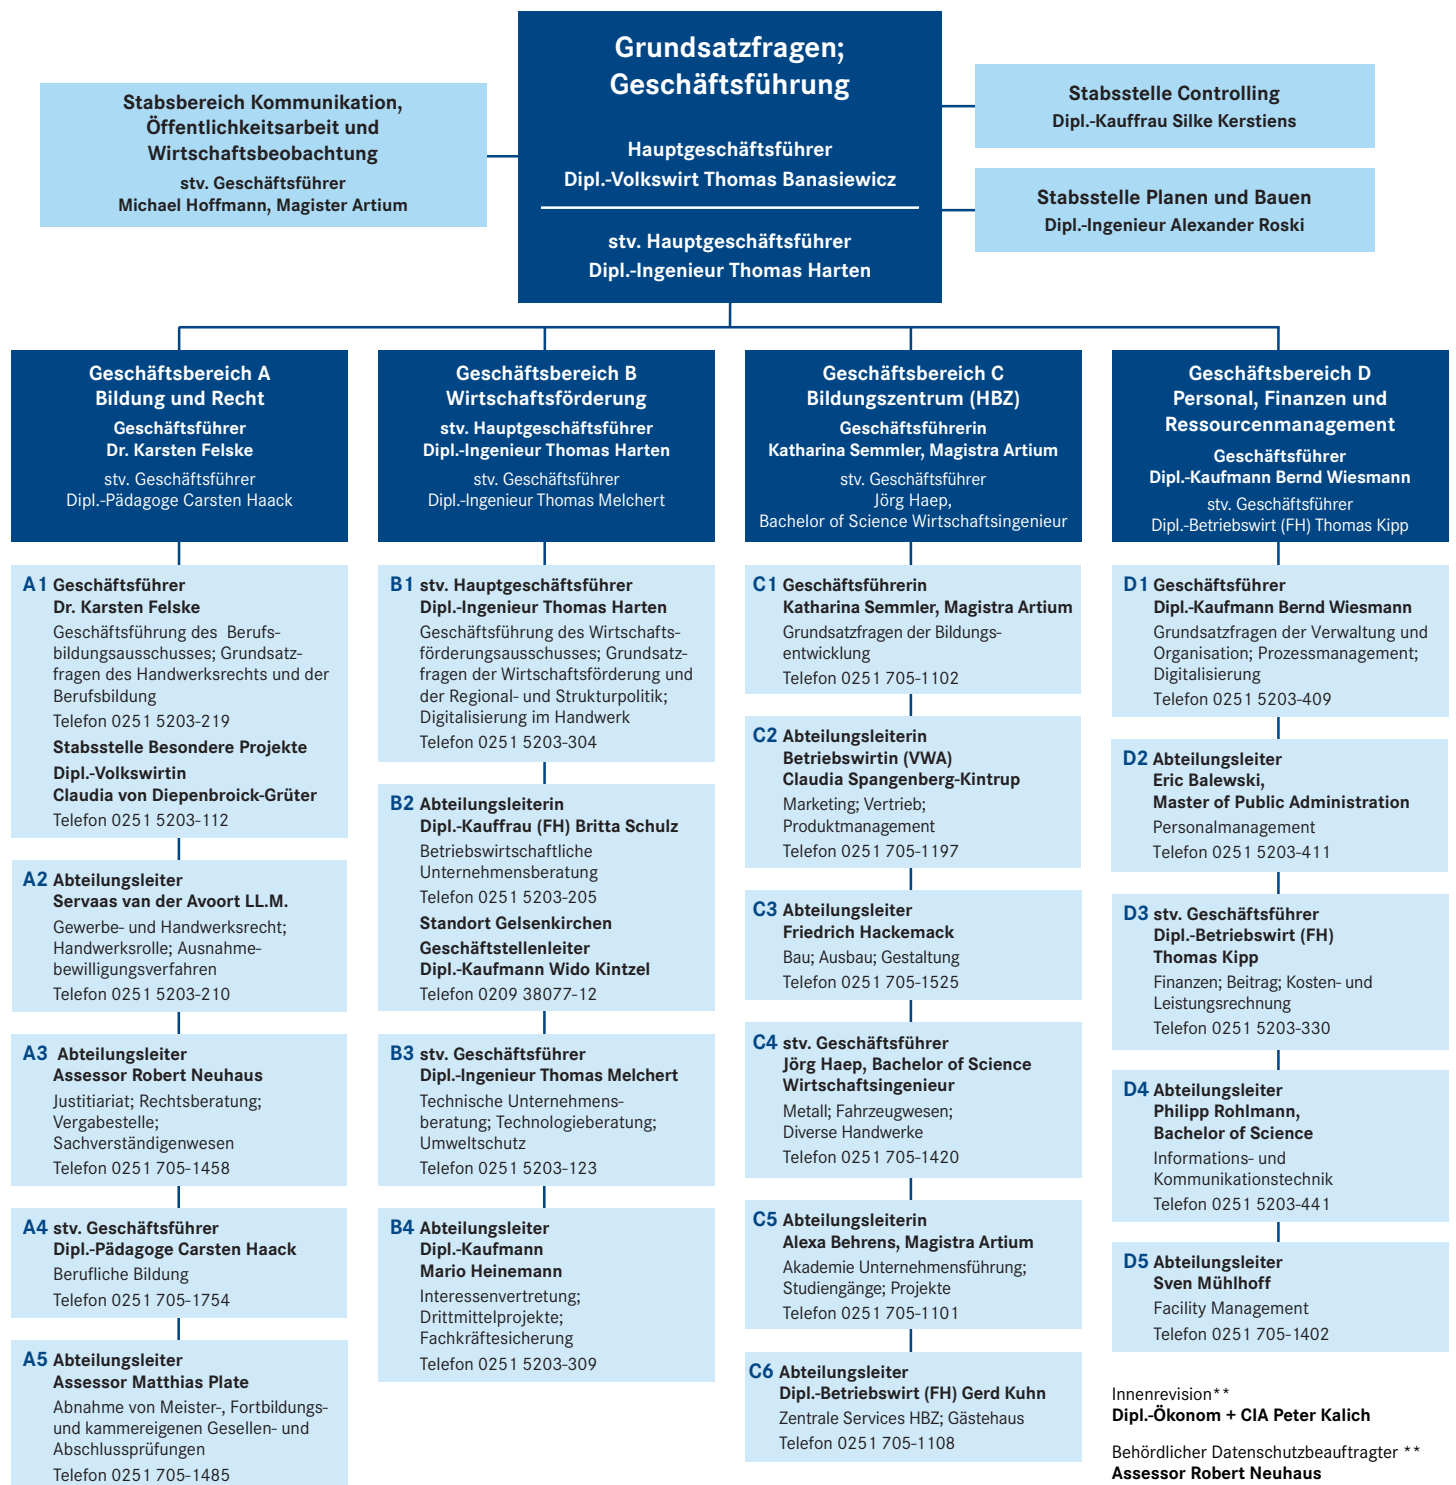 Grundsatzfragen;
Geschäftsführung
Hauptgeschäftsführer
Dipl.-Volkswirt Thomas Banasiewicz
stv. Hauptgeschäftsführer
Dipl.-Ingenieur Thomas Harten
Stabsbereich Kommunikation,
Öffentlichkeitsarbeit und
Wirtschaftsbeobachtung
stv. Geschäftsführer
Michael Hoffmann, Magister Artium
Stabsstelle Controlling
Dipl.-Kauffrau Silke Kerstiens
Stabsstelle Planen und Bauen
Dipl.-Ingenieur Alexander Roski
Geschäftsbereich A
Bildung und Recht
Geschäftsführer
Dr. Karsten Felske
stv. Geschäftsführer
Dipl.-Pädagoge Carsten Haack
A1 Geschäftsführer
Dr. Karsten Felske
Geschäftsführung des Berufs-
bildungsausschusses; Grundsatz-
fragen des Handwerksrechts und der
Berufsbildung
Telefon 0251 5203-219
Stabsstelle Besondere Projekte
Dipl.-Volkswirtin
Claudia von Diepenbroick-Grüter
Telefon 0251 5203-112
A2 Abteilungsleiter
Servaas van der Avoort LL.M.
Gewerbe- und Handwerksrecht;
Handwerksrolle; Ausnahme-
bewilligungsverfahren
Telefon 0251 5203-210
A3 Abteilungsleiter
Assessor Robert Neuhaus
Justitiariat; Rechtsberatung;
Vergabestelle;
Sachverständigenwesen
Telefon 0251 705-1458
A4 stv. Geschäftsführer
Dipl.-Pädagoge Carsten Haack
Berufliche Bildung
Telefon 0251 705-1754
A5 Abteilungsleiter
Assessor Matthias Plate
Abnahme von Meister-, Fortbildungs-
und kammereigenen Gesellen- und
Abschlussprüfungen
Telefon 0251 705-1485
Geschäftsbereich B
Wirtschaftsförderung
stv. Hauptgeschäftsführer
Dipl.-Ingenieur Thomas Harten
stv. Geschäftsführer
Dipl.-Ingenieur Thomas Melchert
B1 stv. Hauptgeschäftsführer
Dipl.-Ingenieur Thomas Harten
Geschäftsführung des Wirtschafts-
förderungsausschusses; Grundsatz-
fragen der Wirtschaftsförderung und
der Regional- und Strukturpolitik;
Digitalisierung im Handwerk
Telefon 0251 5203-304
B2 Abteilungsleiterin
Dipl.-Kauffrau (FH) Britta Schulz
Betriebswirtschaftliche
Unternehmensberatung
Telefon 0251 5203-205
Standort Gelsenkirchen
Geschäftstellenleiter
Dipl.-Kaufmann Wido Kintzel
Telefon 0209 38077-12
B3 stv. Geschäftsführer
Dipl.-Ingenieur Thomas Melchert
Technische Unternehmens-
beratung; Technologieberatung;
Umweltschutz
Telefon 0251 5203-123
B4 Abteilungsleiter
Dipl.-Kaufmann
Mario Heinemann
Interessenvertretung;
Drittmittelprojekte;
Fachkräftesicherung
Telefon 0251 5203-309
Geschäftsbereich C
Bildungszentrum (HBZ)
Geschäftsführerin
Katharina Semmler, Magistra Artium
stv. Geschäftsführer
Jörg Haep,
Bachelor of Science Wirtschaftsingenieur
C1 Geschäftsführerin
Katharina Semmler, Magistra Artium
Grundsatzfragen der Bildungs-
entwicklung
Telefon 0251 705-1102
C2 Abteilungsleiterin
Betriebswirtin (VWA)
Claudia Spangenberg-Kintrup
Marketing; Vertrieb;
Produktmanagement
Telefon 0251 705-1197
C3 Abteilungsleiter
Friedrich Hackemack
Bau; Ausbau; Gestaltung
Telefon 0251 705-1525
C4 stv. Geschäftsführer
Jörg Haep, Bachelor of Science
Wirtschaftsingenieur
Metall; Fahrzeugwesen;
Diverse Handwerke
Telefon 0251 705-1420
C5 Abteilungsleiterin
Alexa Behrens, Magistra Artium
Akademie Unternehmensführung;
Studiengänge; Projekte
Telefon 0251 705-1101
C6 Abteilungsleiter
Dipl.-Betriebswirt (FH) Gerd Kuhn
Zentrale Services HBZ; Gästehaus
Telefon 0251 705-1108
Geschäftsbereich D
Personal, Finanzen und
Ressourcenmanagement
Geschäftsführer
Dipl.-Kaufmann Bernd Wiesmann
stv. Geschäftsführer
Dipl.-Betriebswirt (FH) Thomas Kipp
D1 Geschäftsführer
Dipl.-Kaufmann Bernd Wiesmann
Grundsatzfragen der Verwaltung und
Organisation; Prozessmanagement;
Digitalisierung
Telefon 0251 5203-409
D2 Abteilungsleiter
Eric Balewski,
Master of Public Administration
Personalmanagement
Telefon 0251 5203-411
D3 stv. Geschäftsführer
Dipl.-Betriebswirt (FH)
Thomas Kipp
Finanzen; Beitrag; Kosten- und
Leistungsrechnung
Telefon 0251 5203-330
D4 Abteilungsleiter
Philipp Rohlmann,
Bachelor of Science
Informations- und
Kommunikationstechnik
Telefon 0251 5203-441
D5 Abteilungsleiter
Sven Mühlhoff
Facility Management
Telefon 0251 705-1402
Innenrevision**
Dipl.-Ökonom + CIA Peter Kalich
Behördlicher Datenschutzbeauftragter **
Assessor Robert Neuhaus